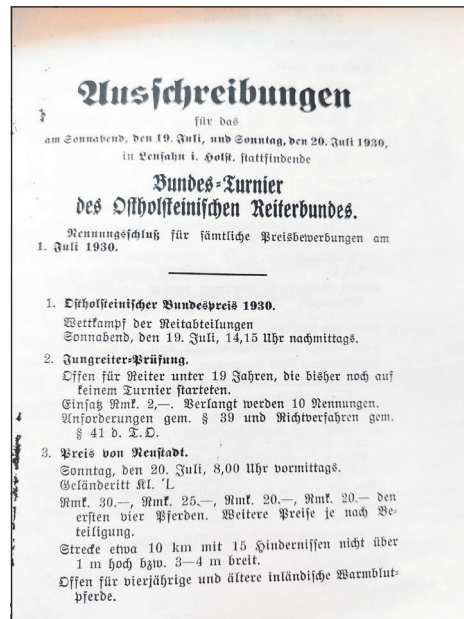 Ausschreibungen
für das
am Sonnabend, den 19. Juli, und Sonntag, den 20. Juli 1930,
in Lensahn i. Holst. stattfindende
Bundes-Turnier
des Ostholsteinischen Reiterbundes.
Nennungsschluß für sämtliche Preisbewerbungen am
1. Juli 1930.
1. Ostholsteinischer Bundespreis 1930.
Wettkampf der Reitabteilungen
Sonnabend, den 19. Juli, 14,15 Uhr nachmittags.
2. Jungreiter-Prüfung.
Offen für Reiter unter 19 Jahren, die bisher noch auf
keinem Turnier starteten.
Einsatz Rmk. 2,—. Verlangt werden 10 Nennungen.
Anforderungen gem. § 39 und Richtverfahren gem.
§ 41 d. T.O.
3. Preis von Neustadt.
Sonntag, den 20. Juli, 8,00 Uhr vormittags.
Geländeritt Kl. 'L
Rmk. 30.—, Rmk. 25.—, Rmk. 20.—, Rmk. 20.— den
ersten vier Pferden. Weitere Preise je nach Be-
teiligung.
Strecke etwa 10 km mit 15 Hindernissen nicht über
1 m hoch bzw. 3—4 m breit.
Offen für vierjährige und ältere inländische Warmblut-
pferde.